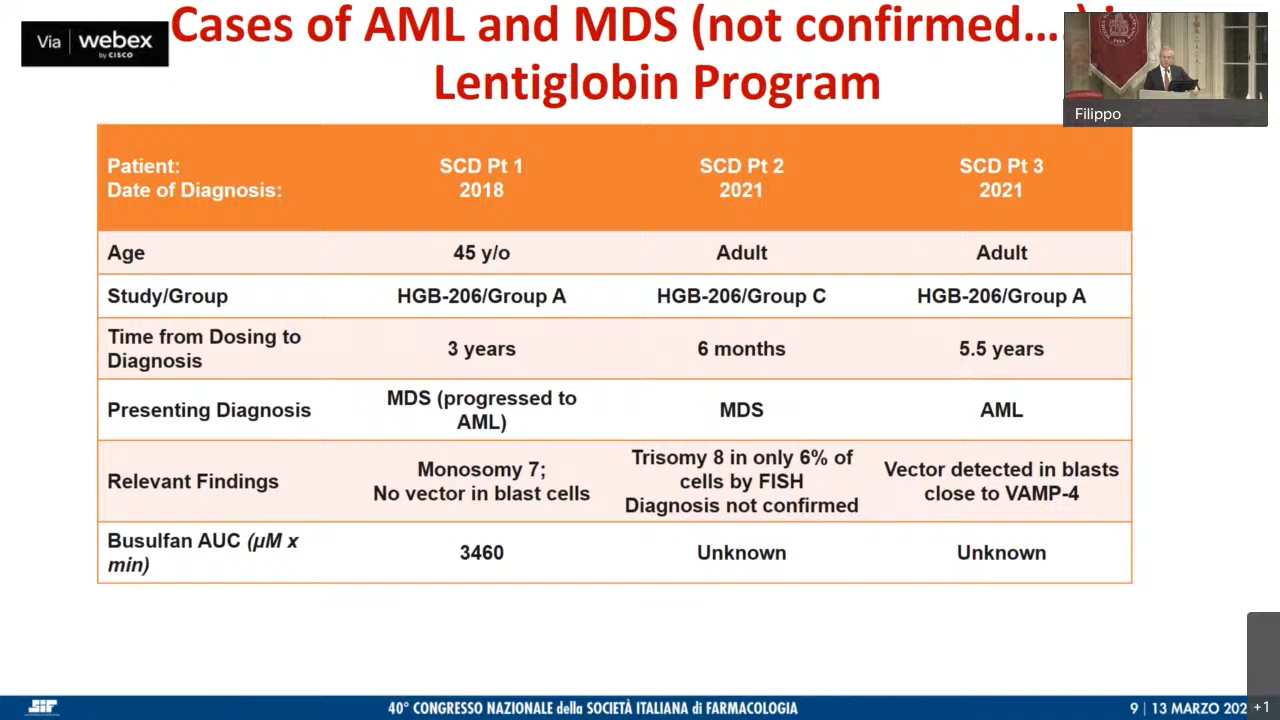 Via webex
by CISCO
Cases of AML and MDS (not confirmed….)
Lentiglobin Program
Filippo
Patient: SCD Pt 1 SCD Pt 2 SCD Pt 3
Date of Diagnosis: 2018 2021 2021
Age 45 y/o Adult Adult
Study/Group HGB-206/Group A HGB-206/Group C HGB-206/Group A
Time from Dosing to
Diagnosis
3 years 6 months 5.5 years
Presenting Diagnosis
MDS (progressed to
AML)
MDS AML
Relevant Findings
Monosomy 7;
No vector in blast cells
Trisomy 8 in only 6% of
cells by FISH
Diagnosis not confirmed
Vector detected in blasts
close to VAMP-4
Busulfan AUC (µM x
min)
3460 Unknown Unknown
SIF
40° CONGRESSO NAZIONALE della SOCIETÀ ITALIANA di FARMACOLOGIA
9 | 13 MARZO 202
+1